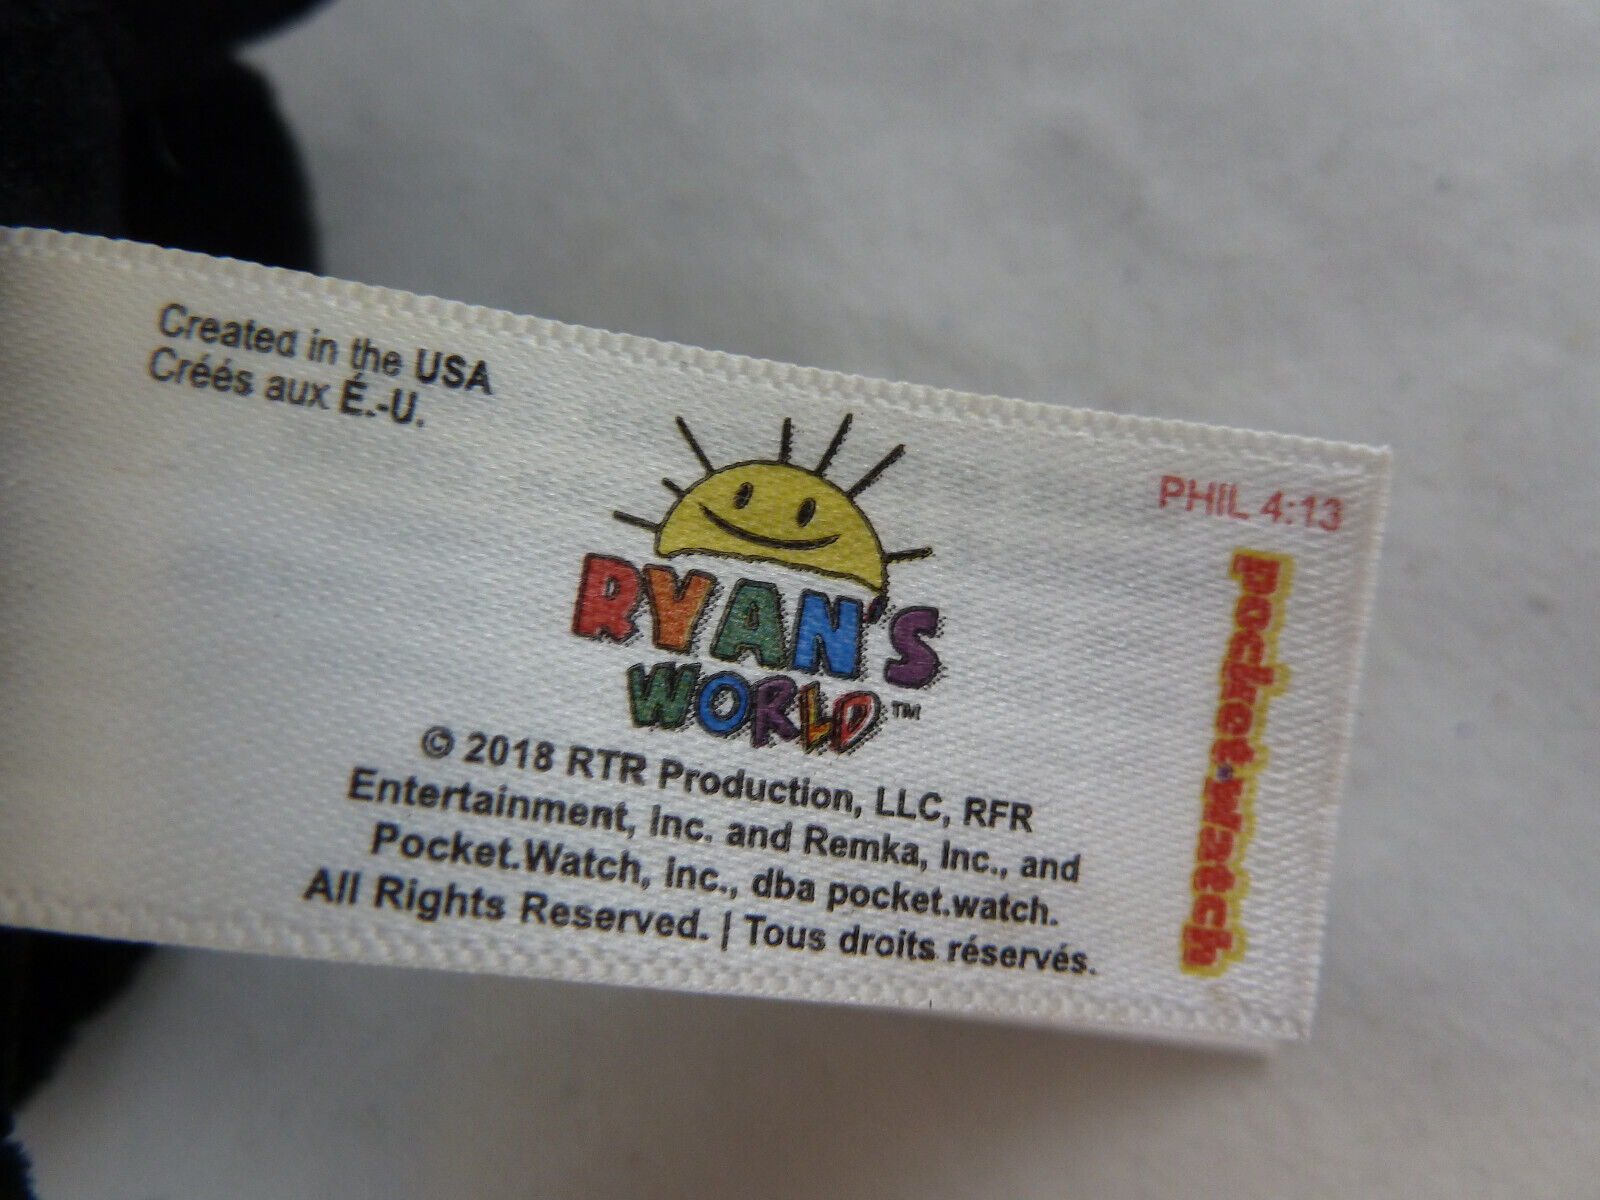 Created in the USA
Créés aux É.-U.
RYAN'S
WORLD™
© 2018 RTR Production, LLC, RFR
Entertainment, Inc. and Remka, Inc., and
Pocket.Watch, Inc., dba pocket.watch.
All Rights Reserved. | Tous droits réservés.
PHIL 4:13
pocket.watch